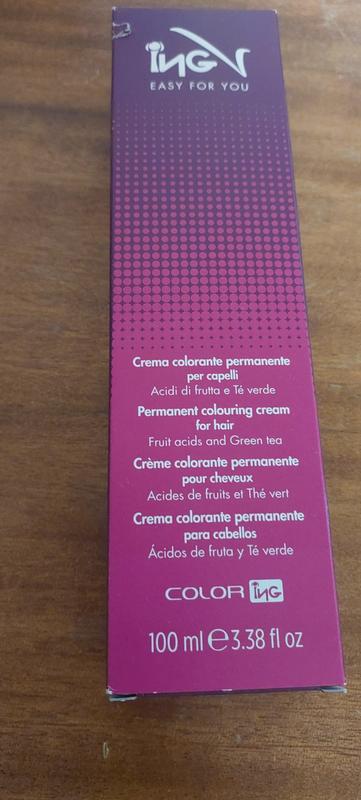 ING
EASY FOR YOU
Crema colorante permanente
per capelli
Acidi di frutta e Té verde
Permanent colouring cream
for hair
Fruit acids and Green tea
Crème colorante permanente
pour cheveux
Acides de fruits et Thé vert
Crema colorante permanente
para cabellos
Ácidos de fruta y Té verde
COLOR ING
100 ml ℮ 3.38 fl oz